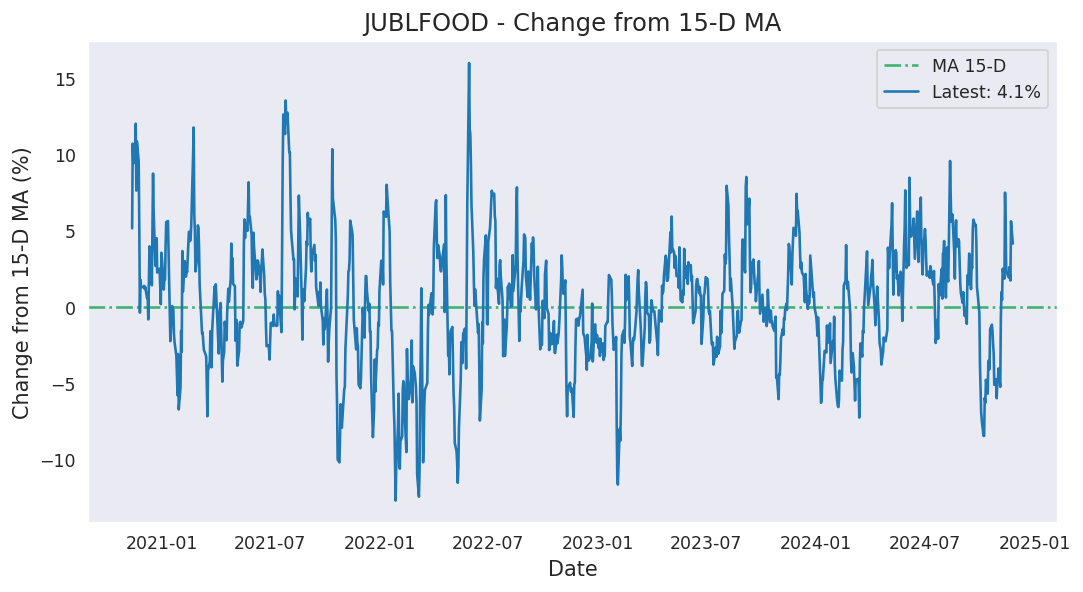 JUBLFOOD - Change from 15-D MA
MA 15-D
Latest: 4.1%
Change from 15-D MA (%)
15
10
5
0
−5
−10
2021-01 2021-07 2022-01 2022-07 2023-01 2023-07 2024-01 2024-07 2025-01
Date